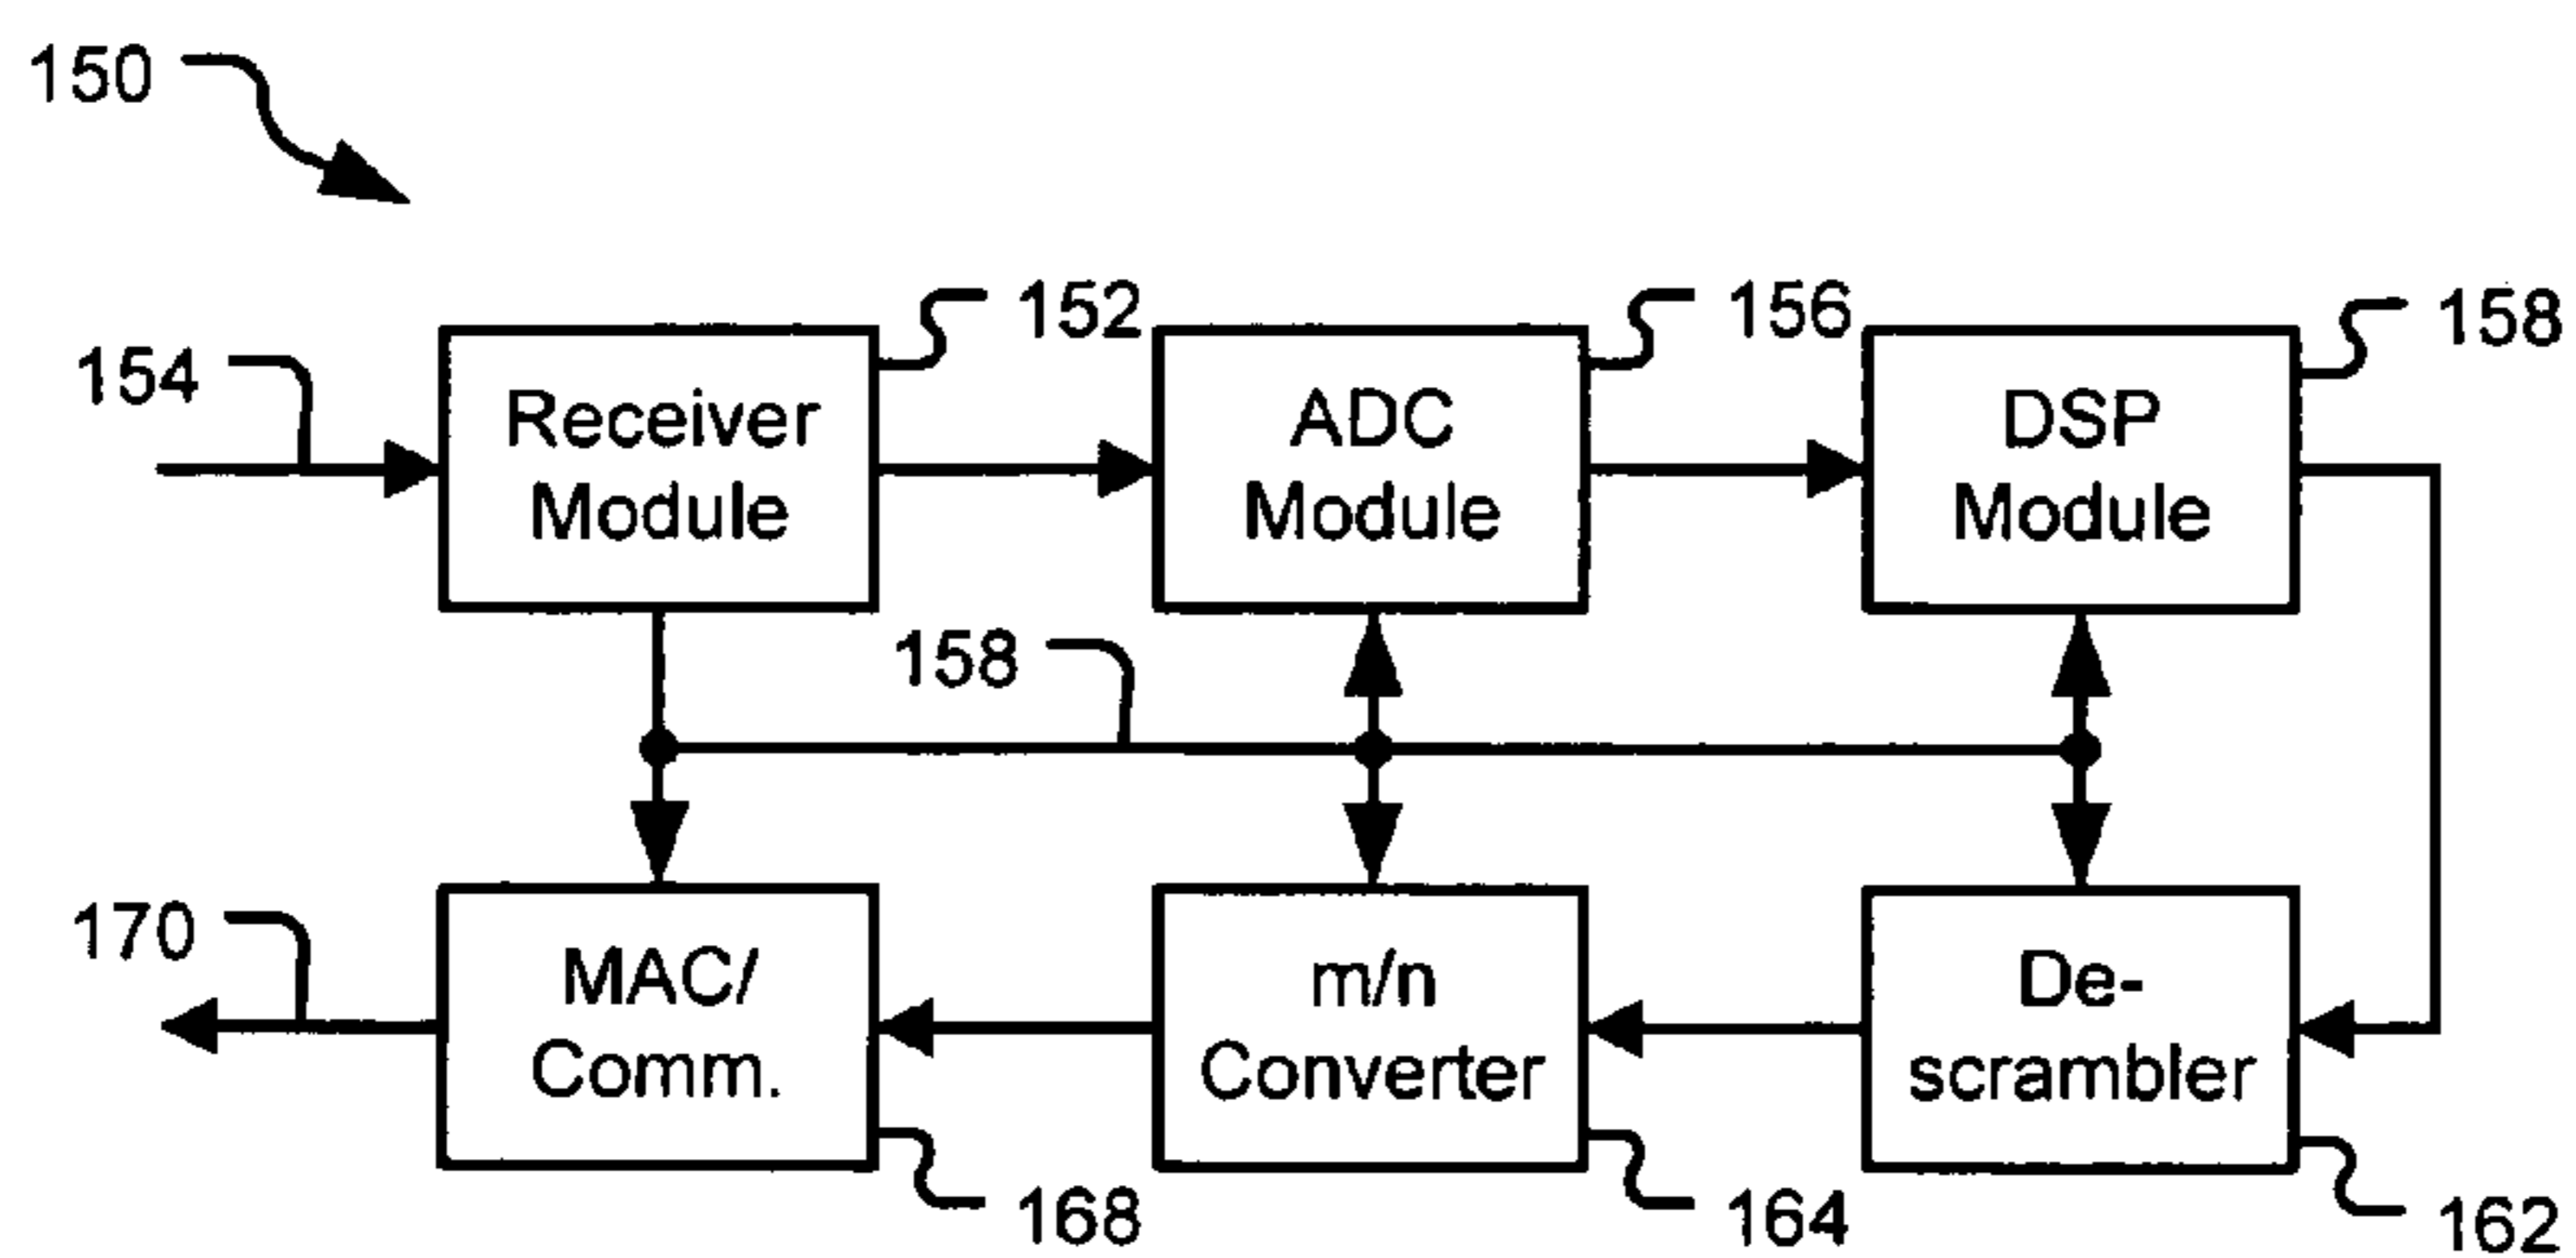 150
152
156
158
154
Receiver
Module
ADC
Module
DSP
Module
158
170
MAC/
Comm.
m/n
Converter
De-
scrambler
168
164
162